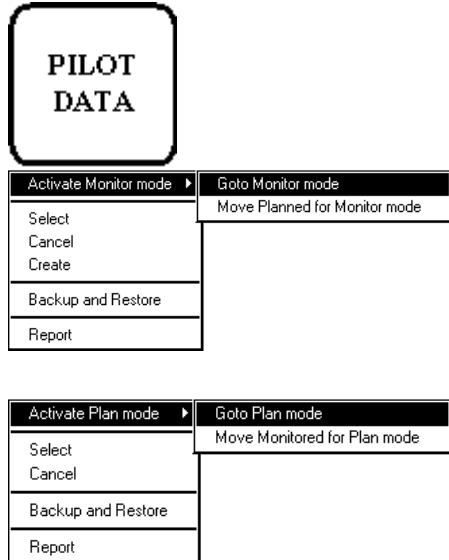 PILOT
DATA
Activate Monitor mode
Goto Monitor mode
Move Planned for Monitor mode
Select
Cancel
Create
Backup and Restore
Report
Activate Plan mode
Goto Plan mode
Move Monitored for Plan mode
Select
Cancel
Backup and Restore
Report